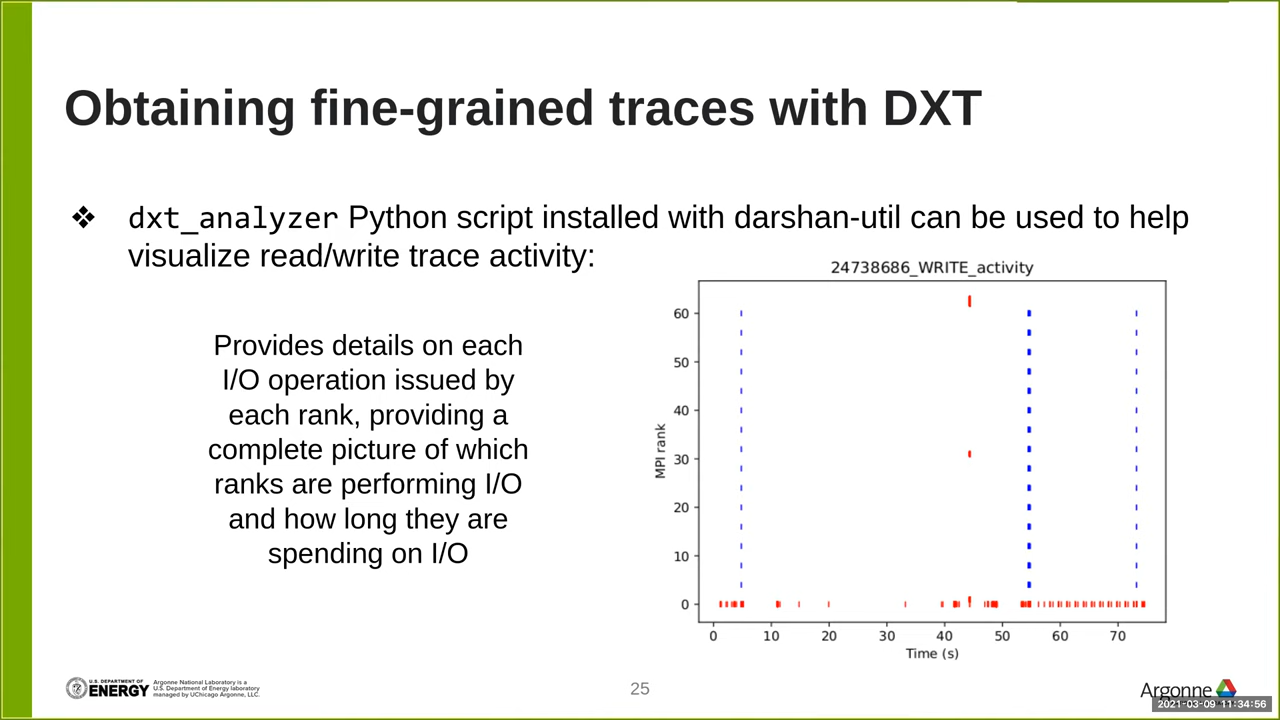 Obtaining fine-grained traces with DXT
❖ dxt_analyzer Python script installed with darshan-util can be used to help
visualize read/write trace activity:
Provides details on each
I/O operation issued by
each rank, providing a
complete picture of which
ranks are performing I/O
and how long they are
spending on I/O
24738686_WRITE_activity
60
50
40
30
20
10
0
MPI rank
0 10 20 30 40 50 60 70
Time (s)
U.S. DEPARTMENT OF
ENERGY
Argonne National Laboratory is a
U.S. Department of Energy laboratory
managed by UChicago Argonne, LLC.
25
Argonne
2021-03-09 11:34:56